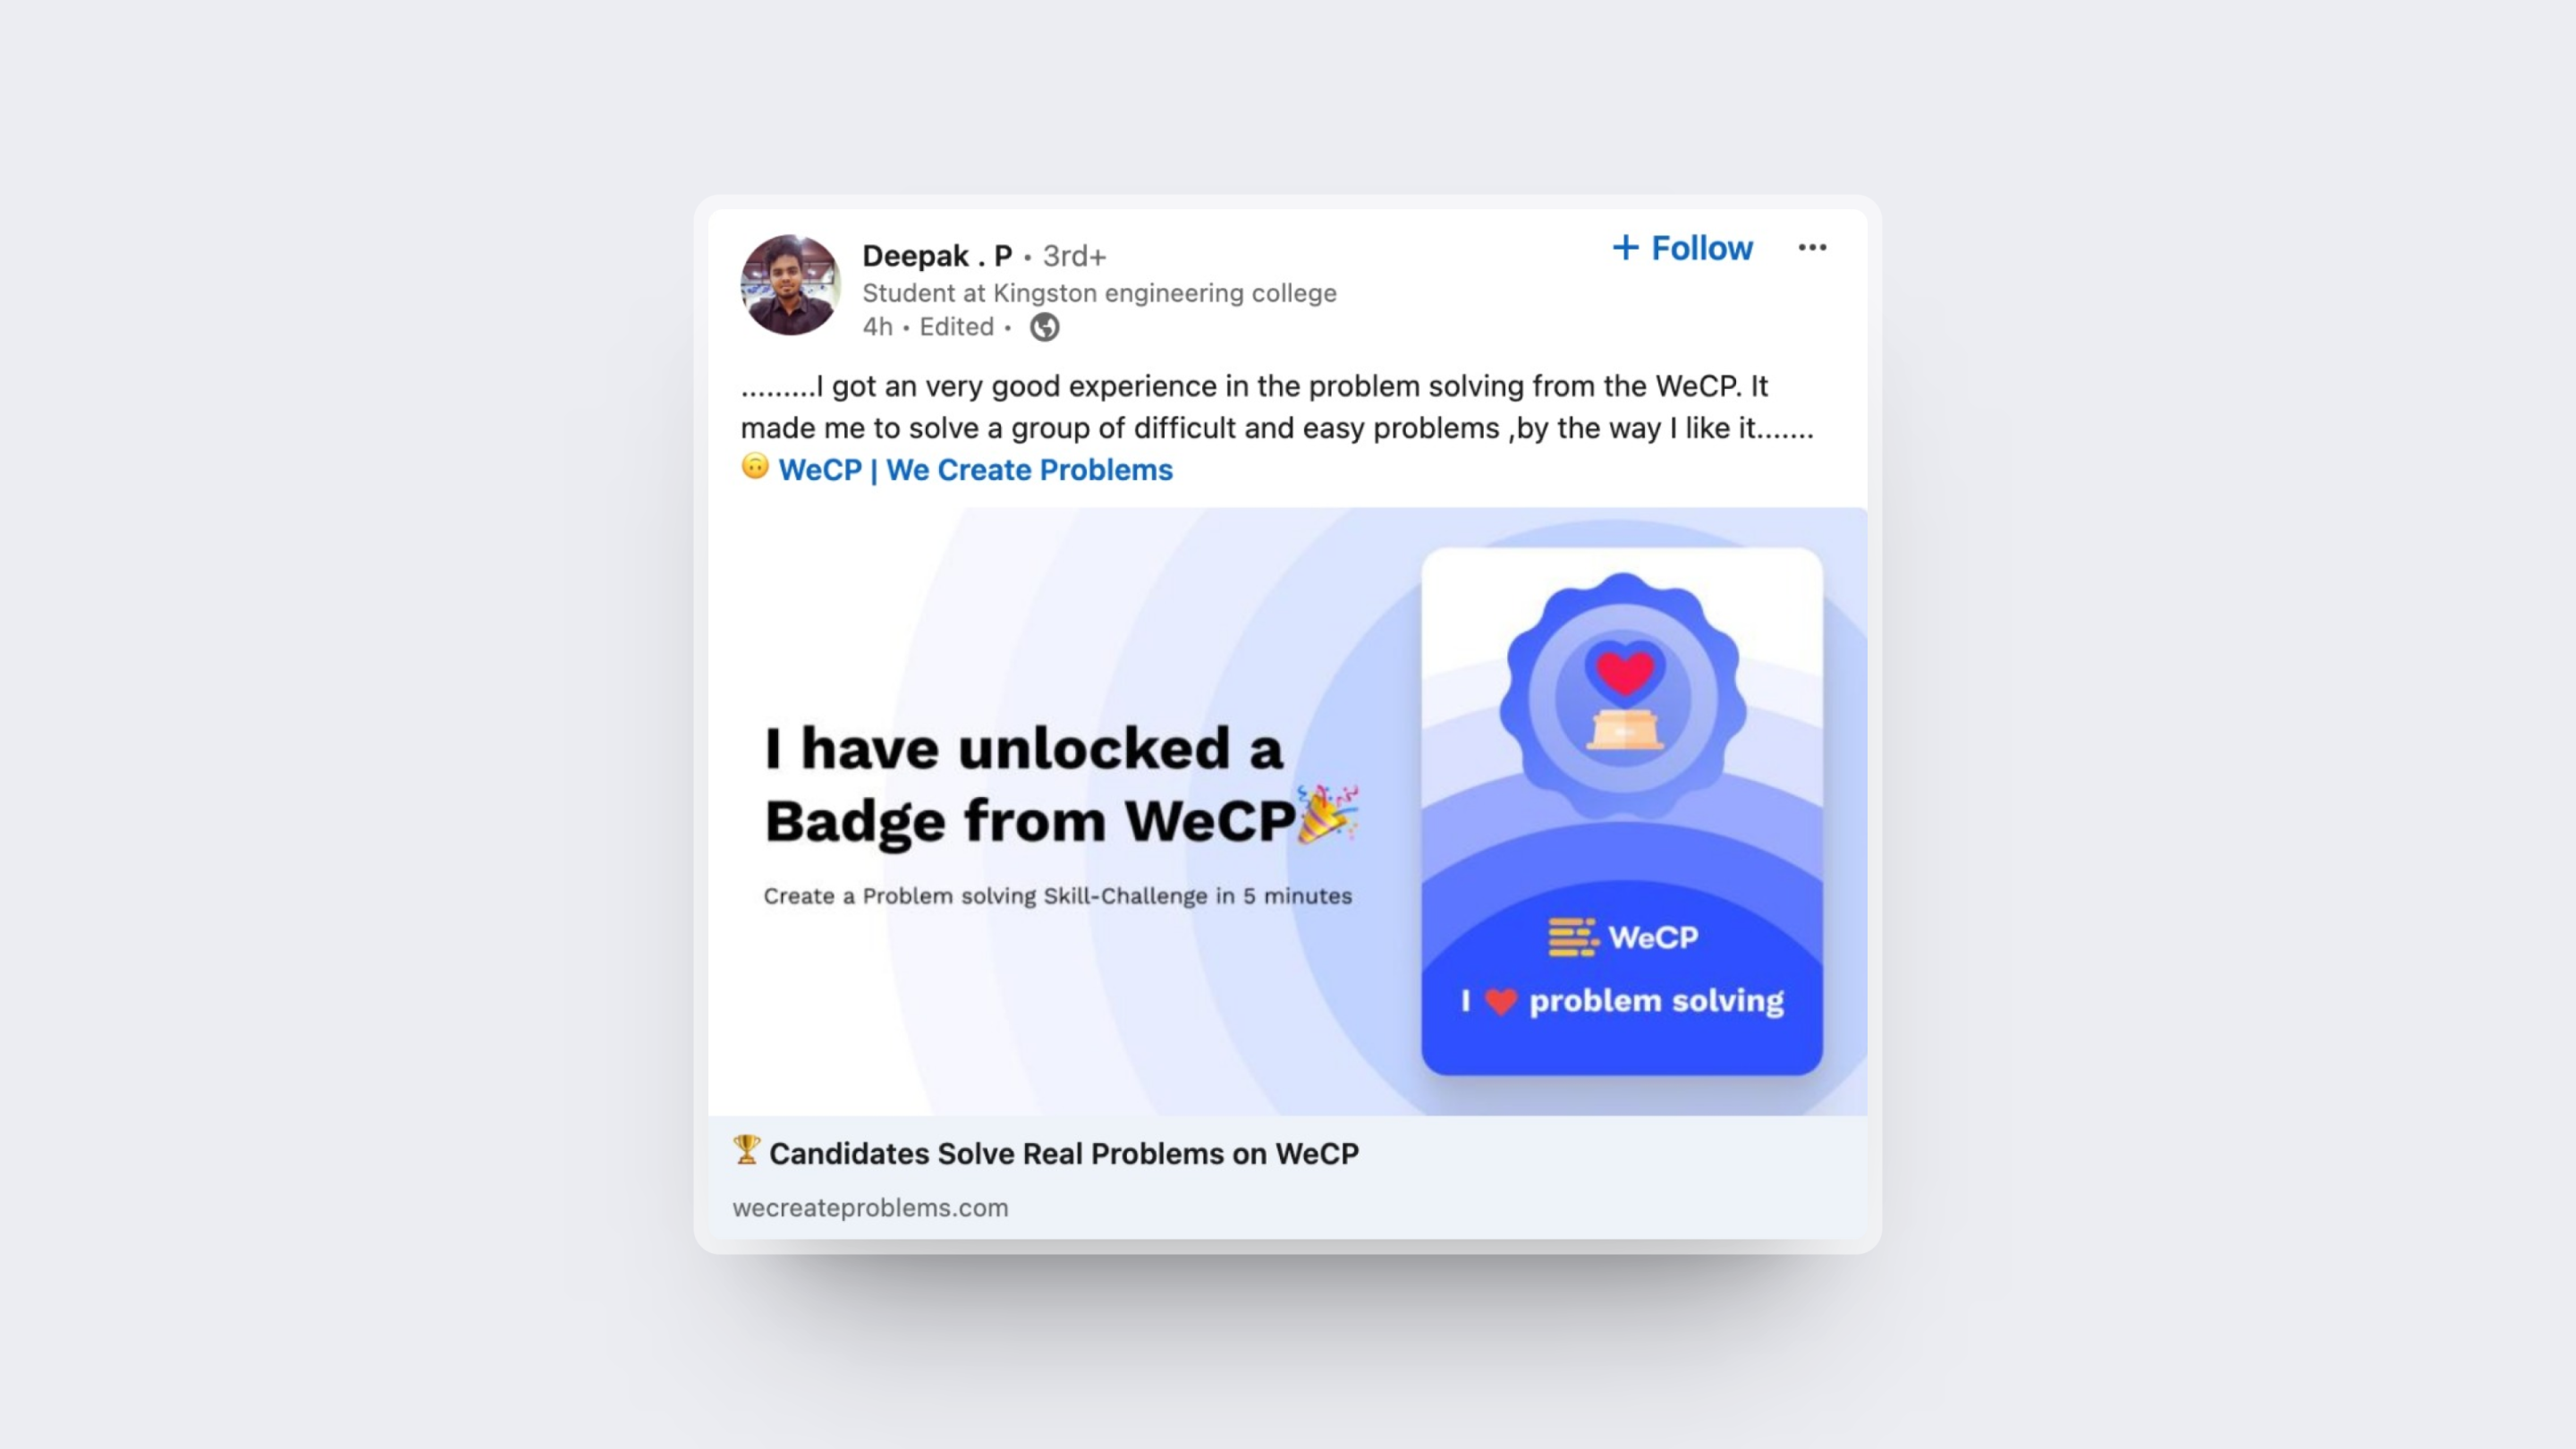 Deepak . P • 3rd+
+ Follow
•••
Student at Kingston engineering college
4h • Edited •
.........I got an very good experience in the problem solving from the WeCP. It
made me to solve a group of difficult and easy problems ,by the way I like it.......
🙃 WeCP | We Create Problems
I have unlocked a
Badge from WeCP🎉
Create a Problem solving Skill-Challenge in 5 minutes
WeCP
I ❤️ problem solving
🏆 Candidates Solve Real Problems on WeCP
wecreateproblems.com